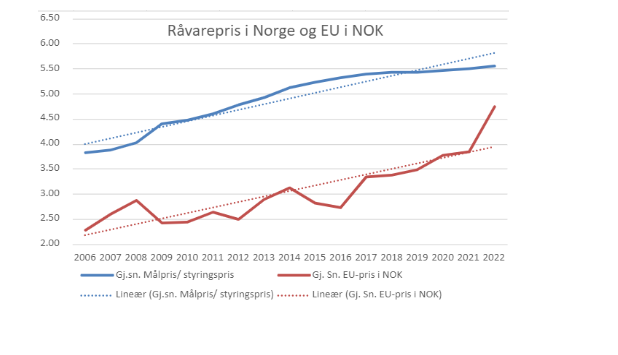 Råvarepris i Norge og EU i NOK
6.50
6.00
5.50
5.00
4.50
4.00
3.50
3.00
2.50
2.00
2006 2007 2008 2009 2010 2011 2012 2013 2014 2015 2016 2017 2018 2019 2020 2021 2022
Gj.sn. Målpris/ styringspris Gj. Sn. EU-pris i NOK
Lineær (Gj.sn. Målpris/ styringspris) Lineær (Gj. Sn. EU-pris i NOK)